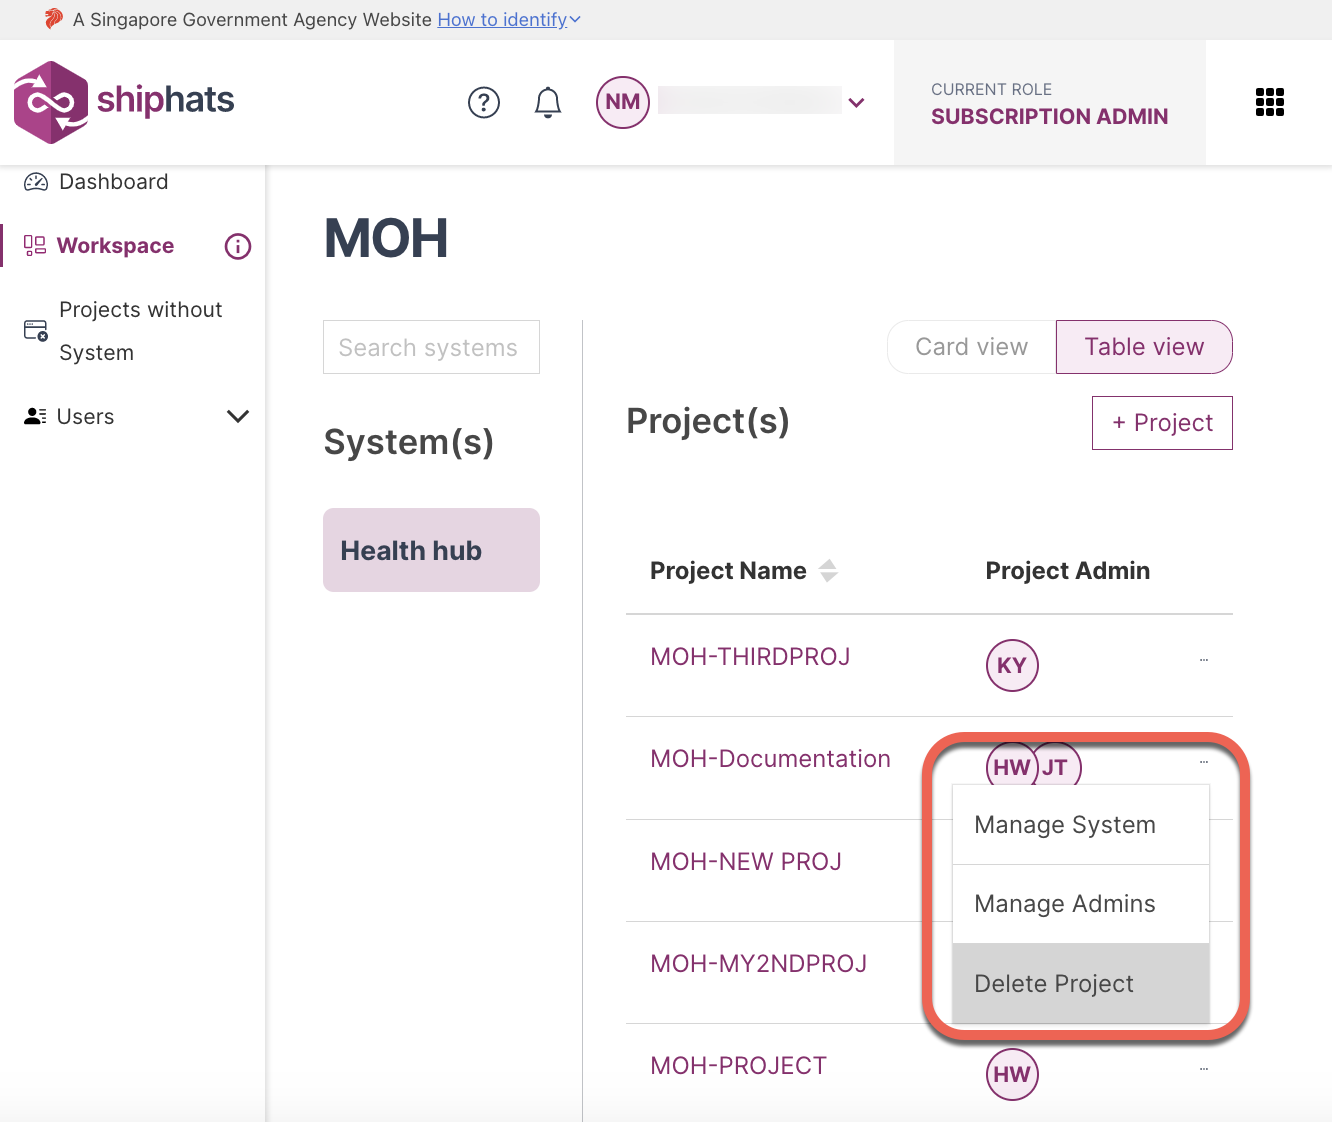 A Singapore Government Agency Website How to identify
shiphats
?
NM
CURRENT ROLE
SUBSCRIPTION ADMIN
Dashboard
Workspace
Projects without
System
Users
MOH
Search systems
System(s)
Health hub
Card view
Table view
Project(s)
+ Project
Project Name
Project Admin
MOH-THIRDPROJ
KY
...
MOH-Documentation
HW
JT
...
Manage System
Manage Admins
Delete Project
MOH-NEW PROJ
MOH-MY2NDPROJ
MOH-PROJECT
HW
...